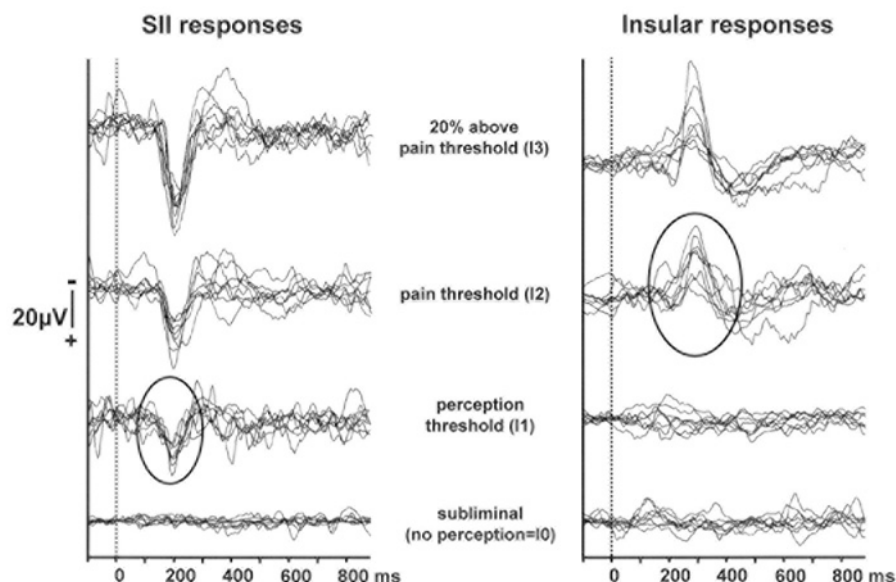 SII responses
Insular responses
20% above
pain threshold (I3)
pain threshold (I2)
-
20µV
+
perception
threshold (I1)
subliminal
(no perception=I0)
0 200 400 600 800 ms
0 200 400 600 800 ms